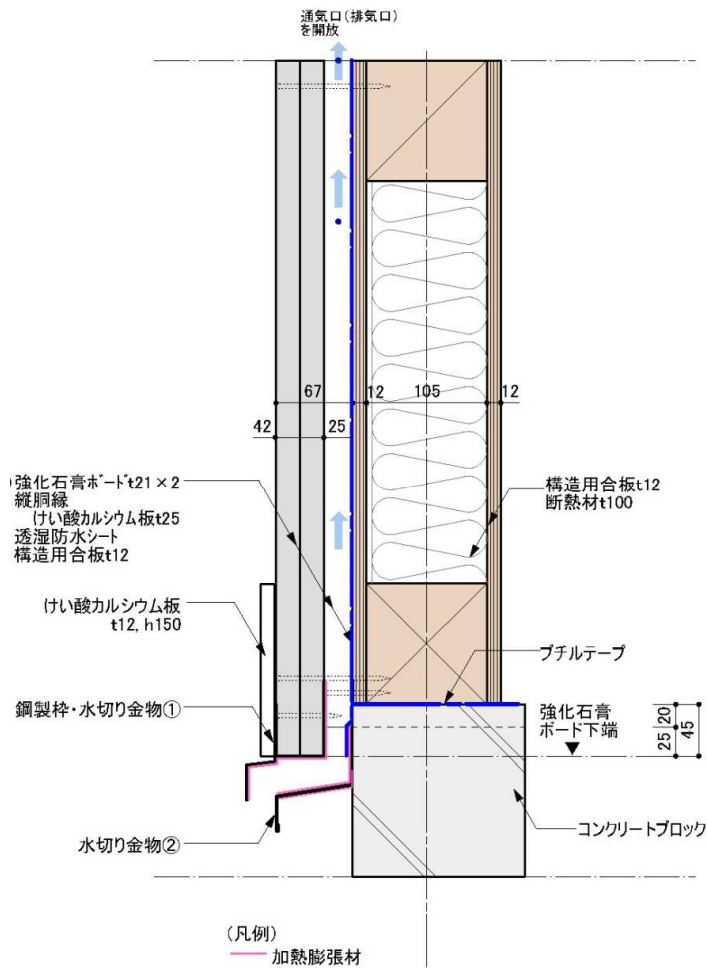 通気口(排気口)
を開放
67
12
105
12
42
25
強化石膏ボードt21×2
縦胴縁
けい酸カルシウム板t25
透湿防水シート
構造用合板t12
構造用合板t12
断熱材t100
けい酸カルシウム板
t12, h150
ブチルテープ
鋼製枠・水切り金物①
強化石膏
ボード下端
20
25
45
水切り金物②
コンクリートブロック
(凡例)
加熱膨張材